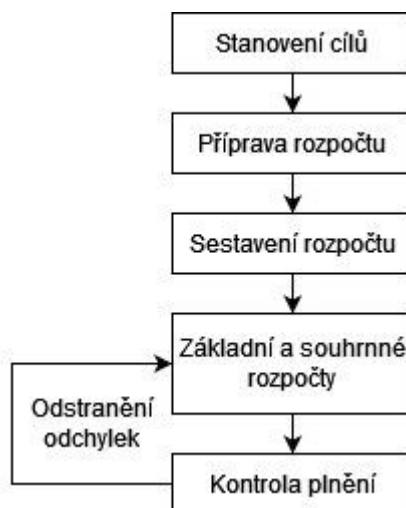 Stanovení cílů
Příprava rozpočtu
Sestavení rozpočtu
Základní a souhrnné
rozpočty
Odstranění
odchylek
Kontrola plnění